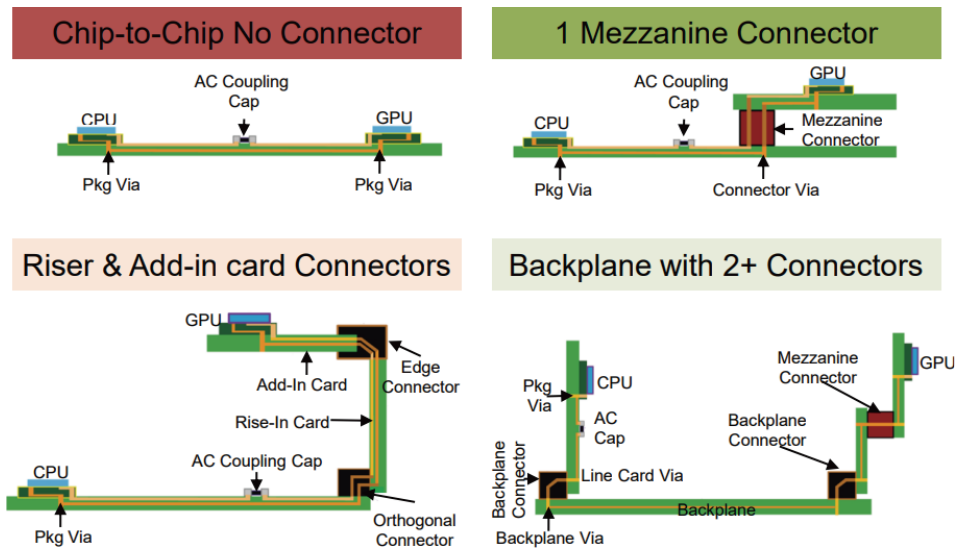 Chip-to-Chip No Connector
AC Coupling
Cap
CPU
GPU
Pkg Via
Pkg Via
1 Mezzanine Connector
GPU
AC Coupling
Cap
Mezzanine
Connector
CPU
Pkg Via
Connector Via
Riser & Add-in card Connectors
GPU
Edge
Connector
Add-In Card
Rise-In Card
AC Coupling Cap
CPU
Orthogonal
Connector
Pkg Via
Backplane with 2+ Connectors
Mezzanine
Connector
GPU
CPU
Pkg
Via
AC
Cap
Backplane
Connector
Backplane
Connector
Line Card Via
Backplane
Backplane Via